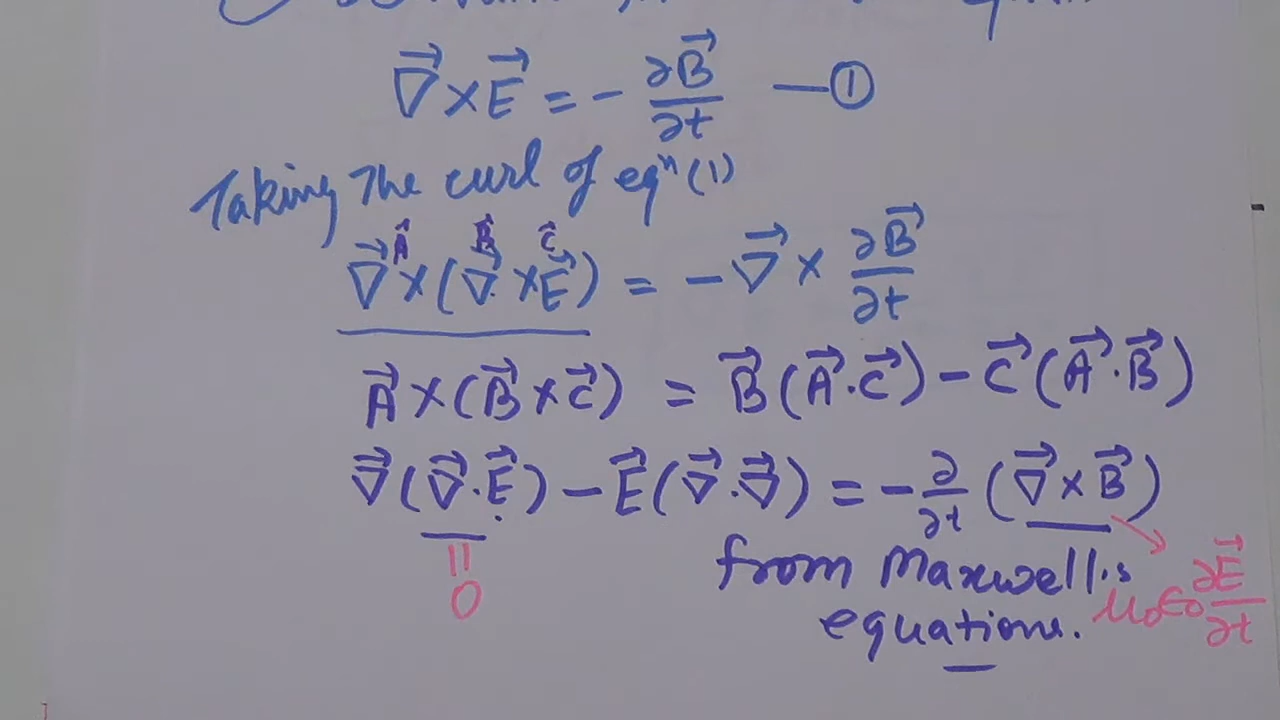 ∇⃗ × E⃗ = - ∂B⃗/∂t — ①
Taking The curl of eqⁿ (1)
A⃗ B⃗ C⃗
∇⃗ × (∇⃗ × E⃗) = - ∇⃗ × ∂B⃗/∂t
A⃗ × (B⃗ × C⃗) = B⃗ (A⃗ . C⃗) - C⃗ (A⃗ . B⃗)
∇⃗ (∇⃗ . E⃗) - E⃗ (∇⃗ . ∇⃗) = - ∂/∂t (∇⃗ × B⃗)
|| 0
from Maxwell's
equations.
μ₀ε₀ ∂E⃗/∂t